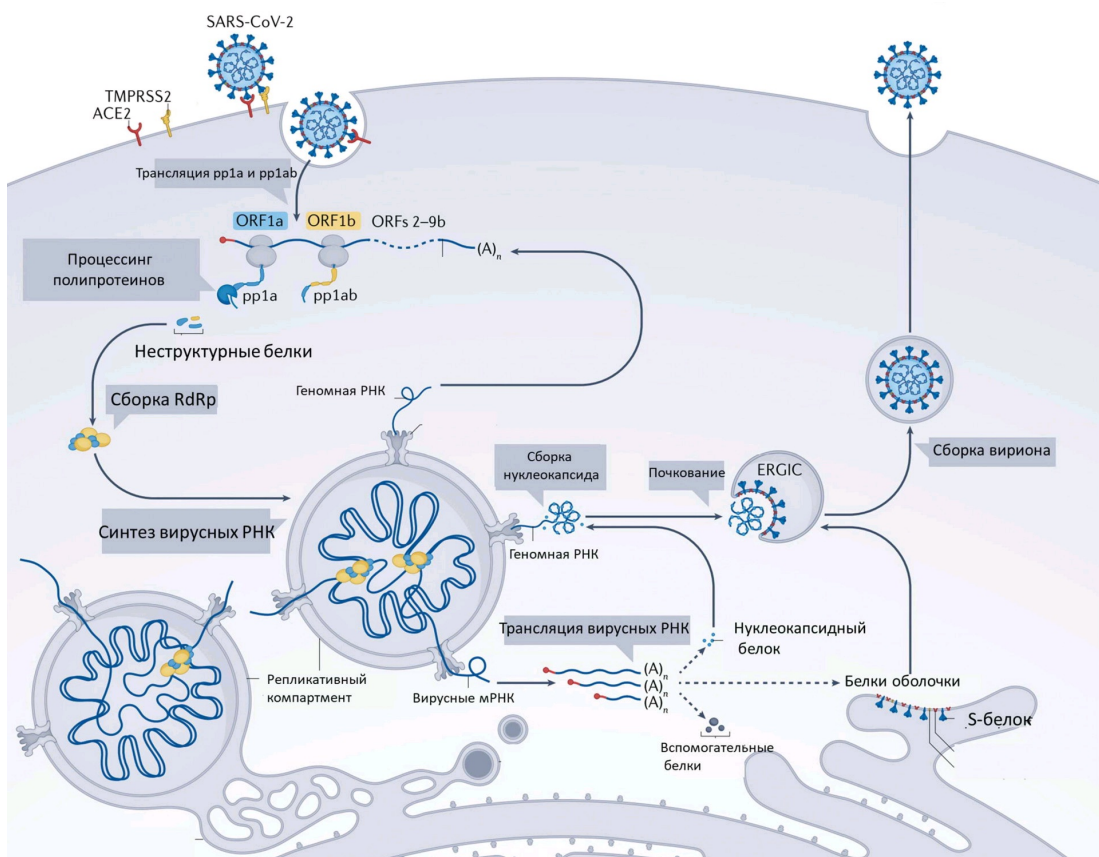 SARS-CoV-2
TMPRSS2
ACE2
Трансляция pp1a и pp1ab
ORF1a
ORF1b
ORFs 2–9b
(A)n
Процессинг
полипротеинов
pp1a
pp1ab
Неструктурные белки
Геномная РНК
Сборка RdRp
Сборка
нуклеокапсида
Почкование
ERGIC
Сборка вириона
Синтез вирусных РНК
Геномная РНК
Трансляция вирусных РНК
Нуклеокапсидный
белок
(A)n
(A)n
(A)n
Репликативный
компартмент
Вирусные мРНК
Белки оболочки
S-белок
Вспомогательные
белки